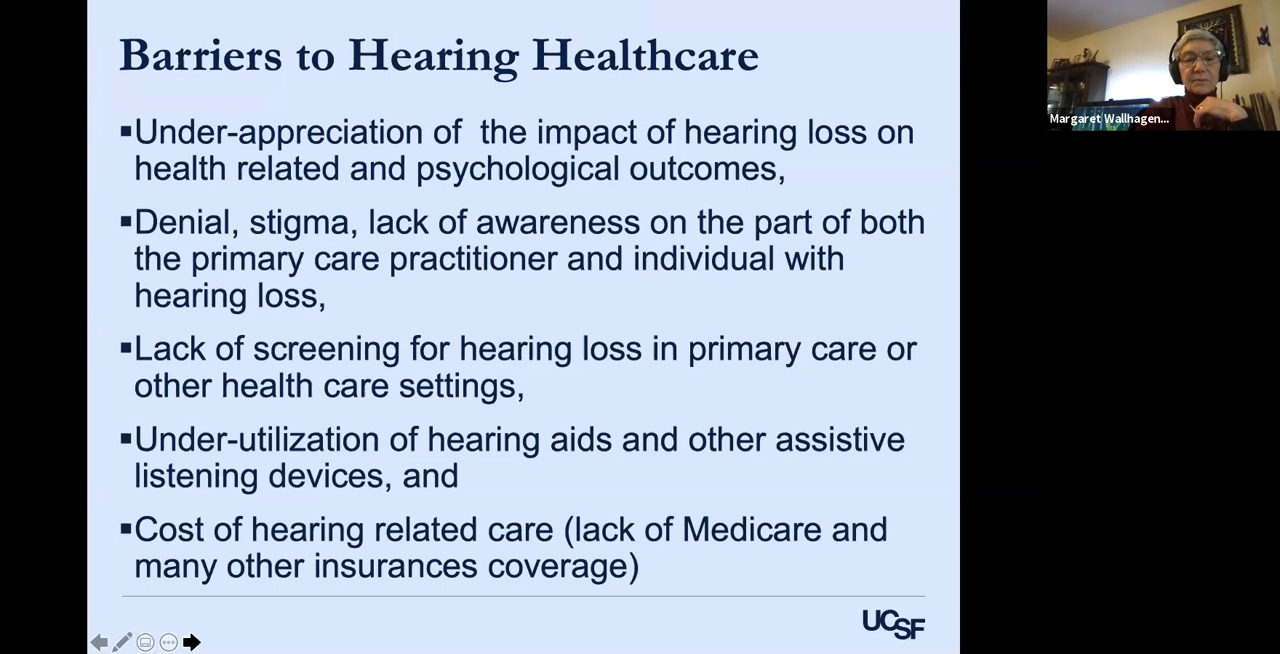 Barriers to Hearing Healthcare
▪Under-appreciation of  the impact of hearing loss on
health related and psychological outcomes,
▪Denial, stigma, lack of awareness on the part of both
the primary care practitioner and individual with
hearing loss,
▪Lack of screening for hearing loss in primary care or
other health care settings,
▪Under-utilization of hearing aids and other assistive
listening devices, and
▪Cost of hearing related care (lack of Medicare and
many other insurances coverage)
UCSF
Margaret Wallhagen...